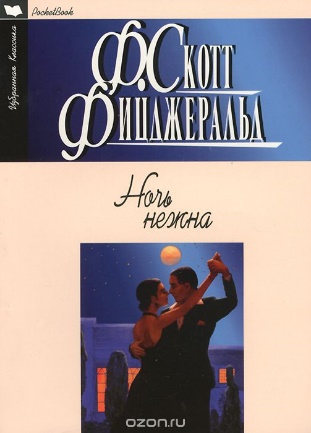 PocketBook
Избранная Классика
Ф. Скотт
Фицджеральд
Ночь
нежна
ozon.ru